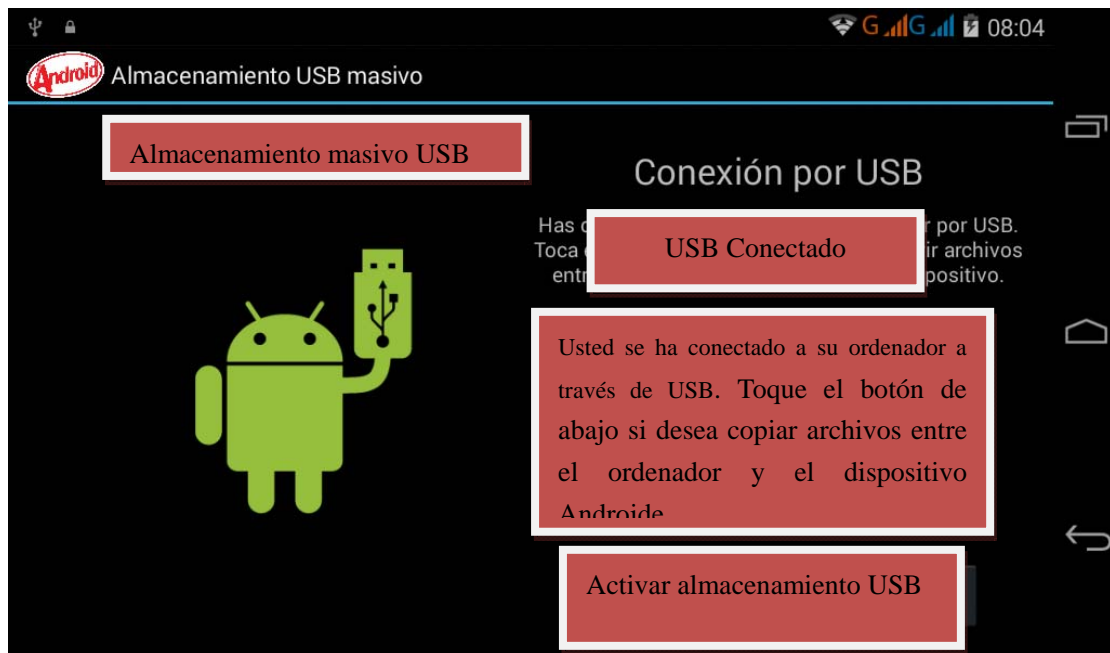 G G 08:04
Android Almacenamiento USB masivo
Almacenamiento masivo USB
Conexión por USB
Has r por USB.
Toca ir archivos
entr positivo.
USB Conectado
Usted se ha conectado a su ordenador a
través de USB. Toque el botón de
abajo si desea copiar archivos entre
el ordenador y el dispositivo
Androide
Activar almacenamiento USB